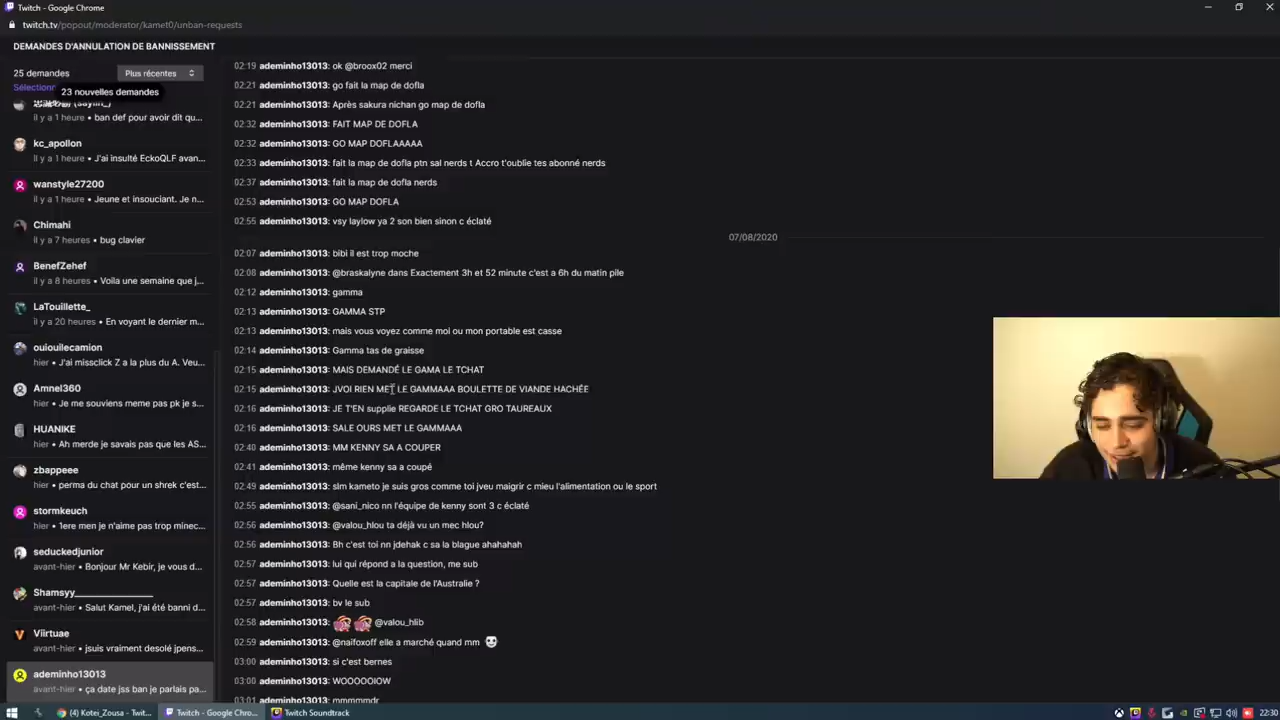 Twitch - Google Chrome
twitch.tv/popout/moderator/kamet0/unban-requests
DEMANDES D'ANNULATION DE BANNISSEMENT
25 demandes
Plus récentes
Sélectionn
23 nouvelles demandes
il y a 1 heure • ban def pour avoir dit qu...
kc_apollon
il y a 1 heure • J'ai insulté EckoQLF avan...
wanstyle27200
il y a 1 heure • Jeune et insouciant. Je n...
Chimahi
il y a 7 heures • bug clavier
BenefZehef
il y a 8 heures • Voila une semaine que j...
LaTouillette_
il y a 20 heures • En voyant le dernier m...
ouiouilecamion
hier • J'ai missclick Z a la plus du A. Veu...
Amnel360
hier • Je me souviens meme pas pk je s...
HUANIKE
hier • Ah merde je savais pas que les AS...
zbappeee
hier • perma du chat pour un shrek c'est...
stormkeuch
hier • 1ere men je n'aime pas trop minec...
seduckedjunior
avant-hier • Bonjour Mr Kebir, je vous d...
Shamsyy_______________
avant-hier • Salut Kamel, j'ai été banni d...
Viirtuae
avant-hier • jsuis vraiment desolé jpens...
ademinho13013
avant-hier • ça date jss ban je parlais pa...
02:19 ademinho13013: ok @broox02 merci
02:21 ademinho13013: go fait la map de dofla
02:21 ademinho13013: Après sakura nichan go map de dofla
02:32 ademinho13013: FAIT MAP DE DOFLA
02:32 ademinho13013: GO MAP DOFLAAAAA
02:33 ademinho13013: fait la map de dofla ptn sal nerds t Accro t'oublie tes abonné nerds
02:37 ademinho13013: fait la map de dofla nerds
02:53 ademinho13013: GO MAP DOFLA
02:55 ademinho13013: vsy laylow ya 2 son bien sinon c éclaté
07/08/2020
02:07 ademinho13013: bibi il est trop moche
02:08 ademinho13013: @braskalyne dans Exactement 3h et 52 minute c'est a 6h du matin pile
02:12 ademinho13013: gamma
02:13 ademinho13013: GAMMA STP
02:13 ademinho13013: mais vous voyez comme moi ou mon portable est casse
02:14 ademinho13013: Gamma tas de graisse
02:15 ademinho13013: MAIS DEMANDÉ LE GAMA LE TCHAT
02:15 ademinho13013: JVOI RIEN MET LE GAMMAAA BOULETTE DE VIANDE HACHÉE
02:16 ademinho13013: JE T'EN supplie REGARDE LE TCHAT GRO TAUREAUX
02:16 ademinho13013: SALE OURS MET LE GAMMAAA
02:40 ademinho13013: MM KENNY SA A COUPER
02:41 ademinho13013: même kenny sa a coupé
02:49 ademinho13013: slm kameto je suis gros comme toi jveu maigrir c mieu l'alimentation ou le sport
02:55 ademinho13013: @sani_nico nn l'équipe de kenny sont 3 c éclaté
02:56 ademinho13013: @valou_hlou ta déjà vu un mec hlou?
02:56 ademinho13013: Bh c'est toi nn jdehak c sa la blague ahahahah
02:57 ademinho13013: lui qui répond a la question, me sub
02:57 ademinho13013: Quelle est la capitale de l'Australie ?
02:57 ademinho13013: bv le sub
02:58 ademinho13013: @valou_hlib
02:59 ademinho13013: @naifoxoff elle a marché quand mm
03:00 ademinho13013: si c'est bernes
03:00 ademinho13013: WOOOOOIOW
03:01 ademinho13013: mmmmmdr
(4) Kotei_Zousa - Twit...
Twitch - Google Chro...
Twitch Soundtrack
22:30